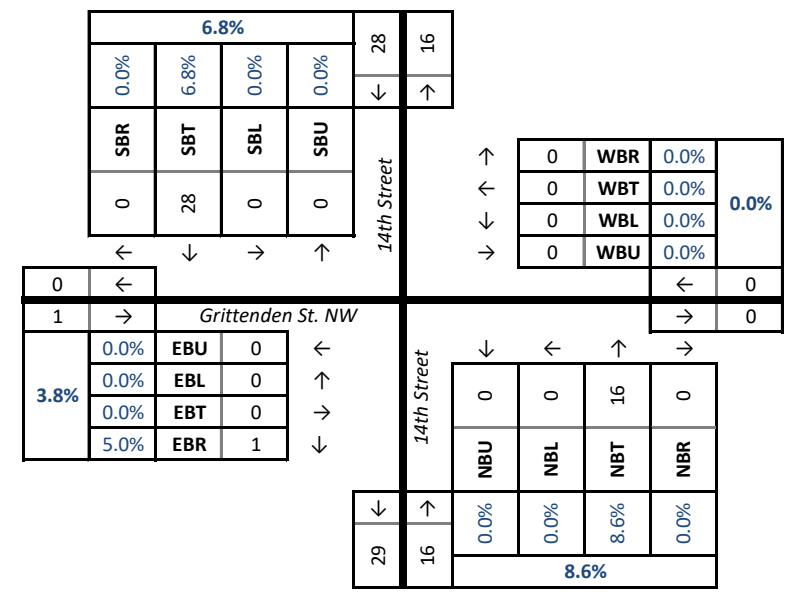 6.8%
28 16
0.0% 6.8% 0.0% 0.0%
↓ ↑
SBR SBT SBL SBU
0 28 0 0
14th Street
← ↓ → ↑
↑ 0 WBR 0.0%
← 0 WBT 0.0%
↓ 0 WBL 0.0%
→ 0 WBU 0.0%
0.0%
0 ←
← 0
1 → Grittenden St. NW
→ 0
0.0% EBU 0 ←
0.0% EBL 0 ↑
0.0% EBT 0 →
5.0% EBR 1 ↓
3.8%
14th Street
↓ ← ↑ →
0 0 16 0
NBU NBL NBT NBR
↓ ↑
0.0% 0.0% 8.6% 0.0%
29 16
8.6%